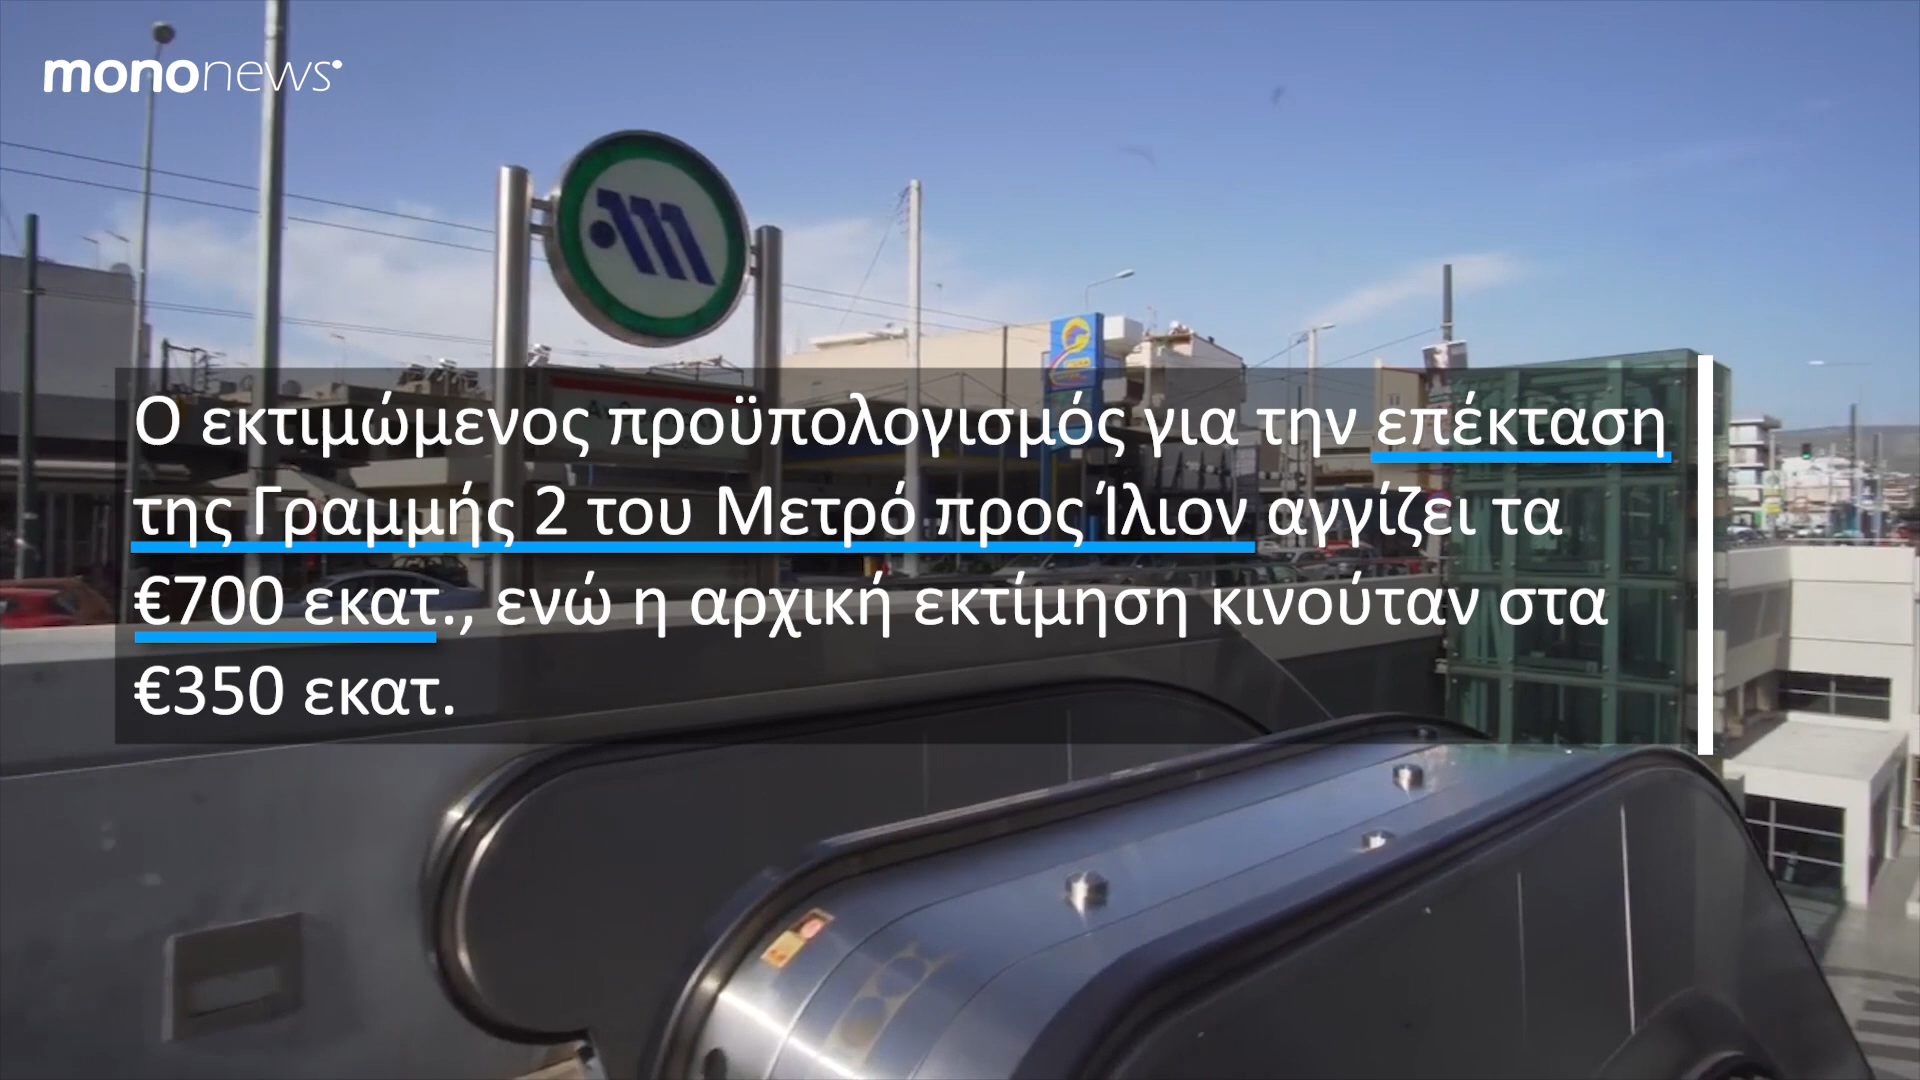 mononews
Ο εκτιμώμενος προϋπολογισμός για την επέκταση
της Γραμμής 2 του Μετρό προς Ίλιον αγγίζει τα
€700 εκατ., ενώ η αρχική εκτίμηση κινούταν στα
€350 εκατ.